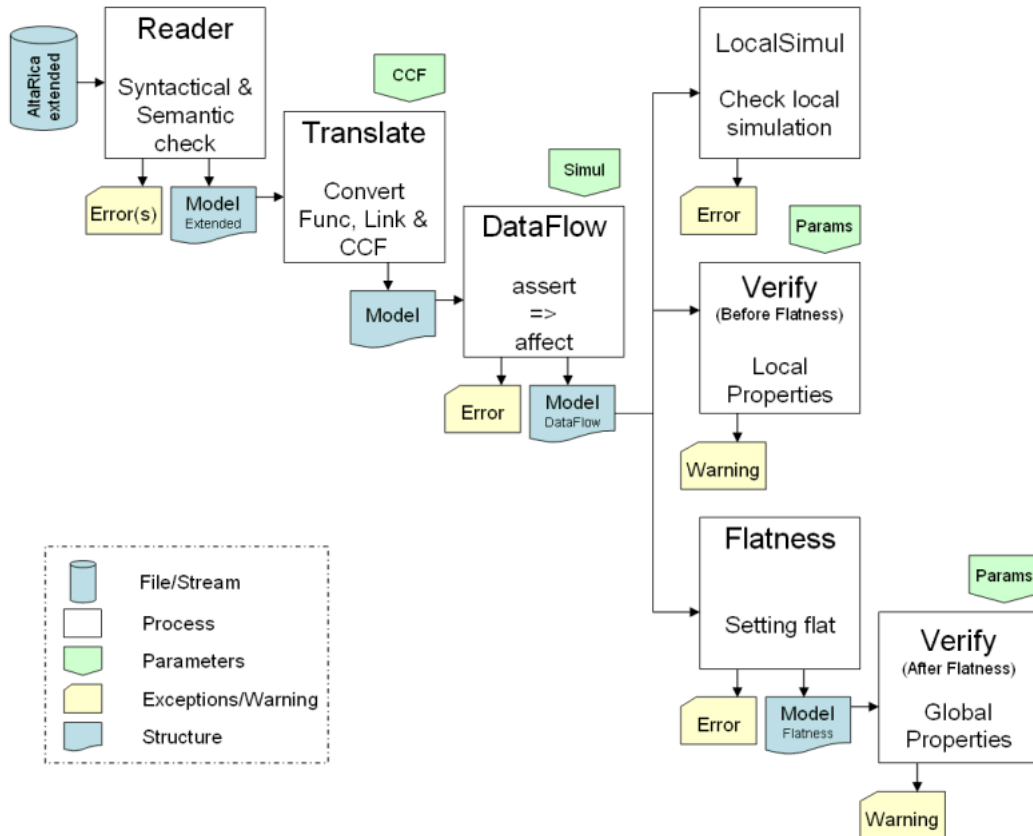 AltaRica
extended
Reader
Syntactical &
Semantic
check
Error(s)
Model
Extended
CCF
Translate
Convert
Func, Link &
CCF
Model
Simul
DataFlow
assert
=>
affect
Error
Model
DataFlow
LocalSimul
Check local
simulation
Error
Params
Verify
(Before Flatness)
Local
Properties
Warning
Flatness
Setting flat
Error
Model
Flatness
Params
Verify
(After Flatness)
Global
Properties
Warning
File/Stream
Process
Parameters
Exceptions/Warning
Structure